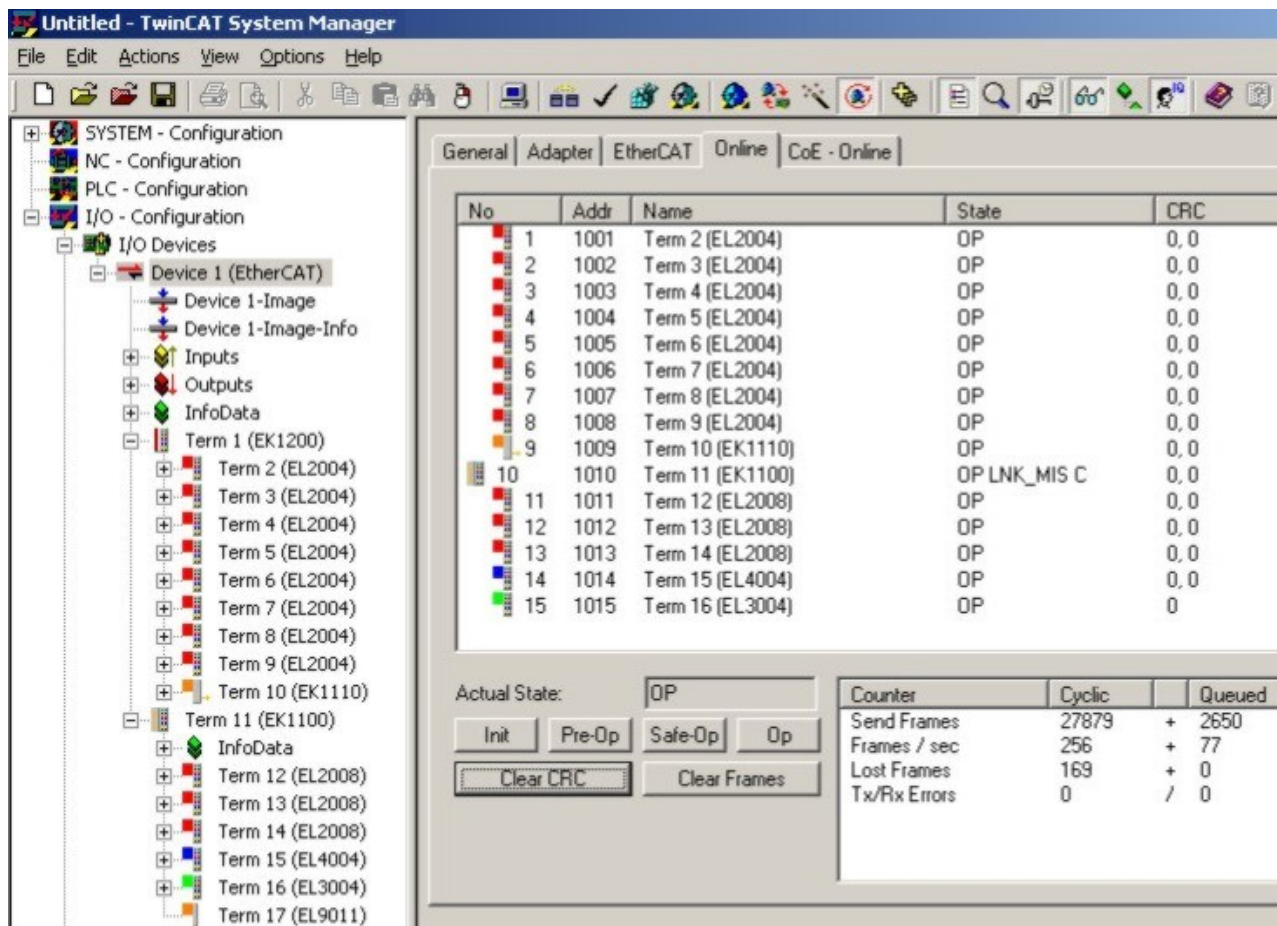 Untitled - TwinCAT System Manager
File Edit Actions View Options Help
SYSTEM - Configuration
NC - Configuration
PLC - Configuration
I/O - Configuration
I/O Devices
Device 1 (EtherCAT)
Device 1-Image
Device 1-Image-Info
Inputs
Outputs
InfoData
Term 1 (EK1200)
Term 2 (EL2004)
Term 3 (EL2004)
Term 4 (EL2004)
Term 5 (EL2004)
Term 6 (EL2004)
Term 7 (EL2004)
Term 8 (EL2004)
Term 9 (EL2004)
Term 10 (EK1110)
Term 11 (EK1100)
InfoData
Term 12 (EL2008)
Term 13 (EL2008)
Term 14 (EL2008)
Term 15 (EL4004)
Term 16 (EL3004)
Term 17 (EL9011)
General Adapter EtherCAT Online CoE - Online
No Addr Name State CRC
1 1001 Term 2 (EL2004) OP 0, 0
2 1002 Term 3 (EL2004) OP 0, 0
3 1003 Term 4 (EL2004) OP 0, 0
4 1004 Term 5 (EL2004) OP 0, 0
5 1005 Term 6 (EL2004) OP 0, 0
6 1006 Term 7 (EL2004) OP 0, 0
7 1007 Term 8 (EL2004) OP 0, 0
8 1008 Term 9 (EL2004) OP 0, 0
9 1009 Term 10 (EK1110) OP 0, 0
10 1010 Term 11 (EK1100) OP LNK_MIS C 0, 0
11 1011 Term 12 (EL2008) OP 0, 0
12 1012 Term 13 (EL2008) OP 0, 0
13 1013 Term 14 (EL2008) OP 0, 0
14 1014 Term 15 (EL4004) OP 0, 0
15 1015 Term 16 (EL3004) OP 0
Actual State: OP
Init Pre-Op Safe-Op Op
Clear CRC Clear Frames
Counter Cyclic Queued
Send Frames 27879 + 2650
Frames / sec 256 + 77
Lost Frames 169 + 0
Tx/Rx Errors 0 / 0